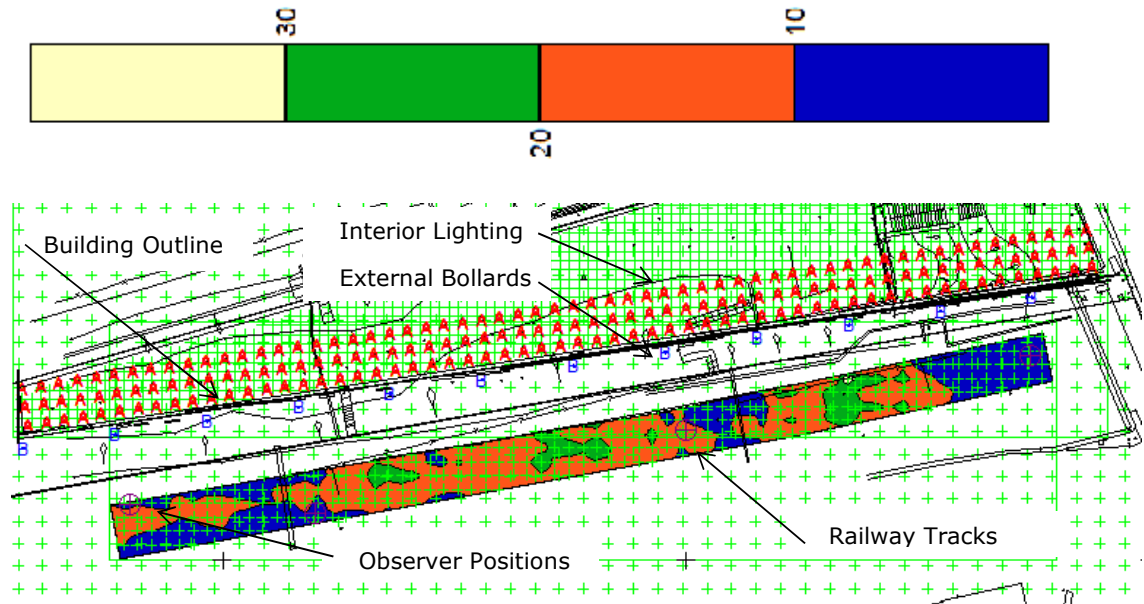 30
10
20
Building Outline
Interior Lighting
External Bollards
Railway Tracks
Observer Positions